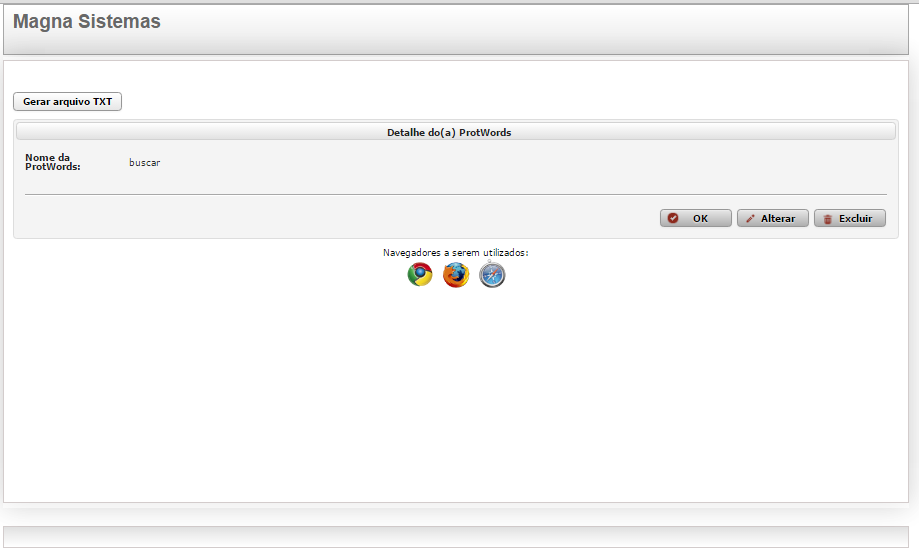 Magna Sistemas
Gerar arquivo TXT
Detalhe do(a) ProtWords
Nome da
ProtWords:
buscar
OK
Alterar
Excluir
Navegadores a serem utilizados: